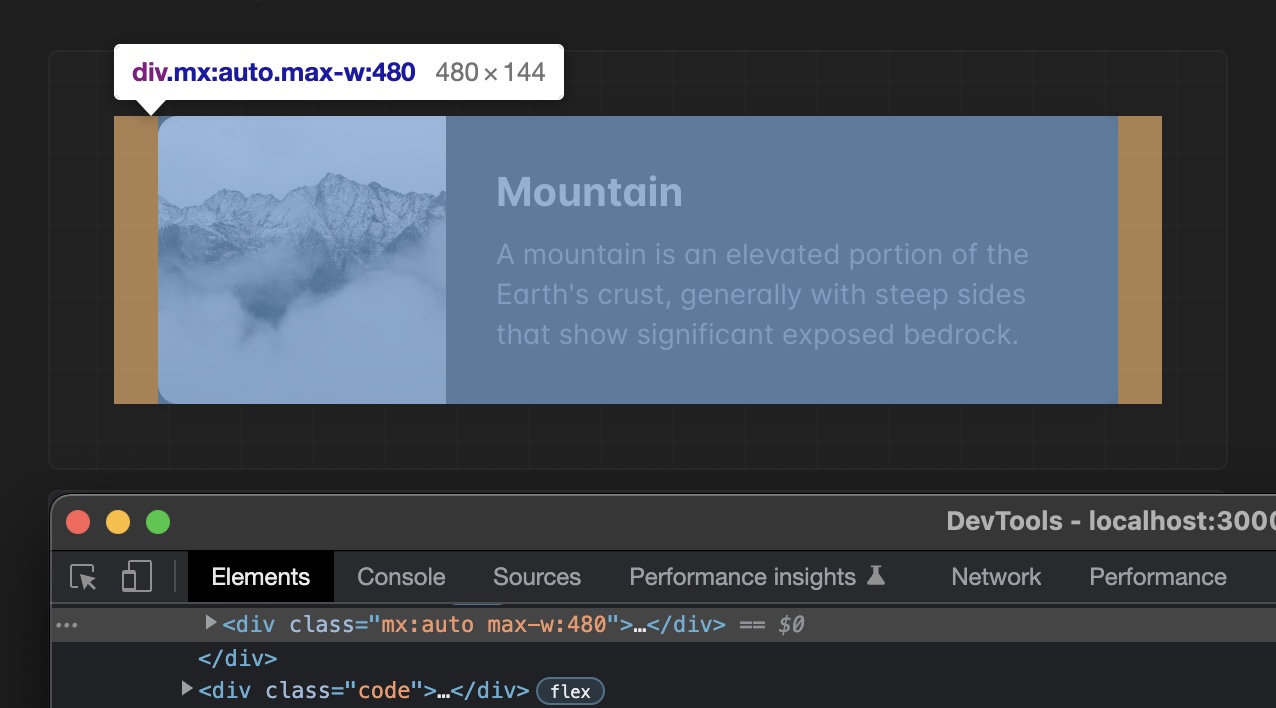 div.mx:auto.max-w:480 480 × 144
Mountain
A mountain is an elevated portion of the
Earth's crust, generally with steep sides
that show significant exposed bedrock.
DevTools - localhost:3000
Elements Console Sources Performance insights Network Performance
••• ▶<div class="mx:auto max-w:480">…</div> == $0
</div>
▶<div class="code">…</div> flex